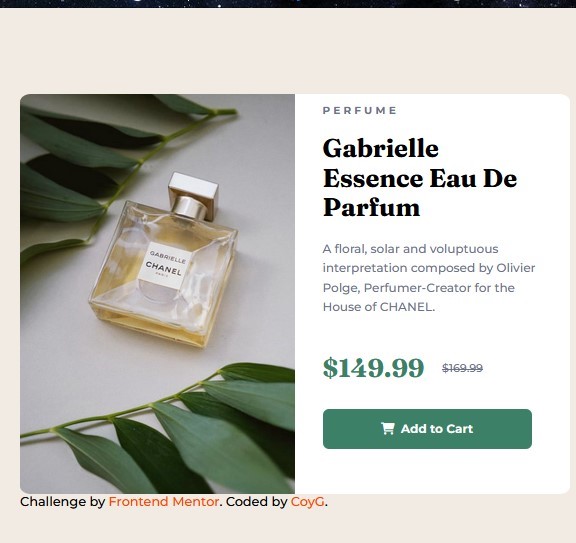 PERFUME
Gabrielle
Essence Eau De
Parfum
A floral, solar and voluptuous
interpretation composed by Olivier
Polge, Perfumer-Creator for the
House of CHANEL.
$149.99 $169.99
Add to Cart
GABRIELLE
CHANEL
PARIS
Challenge by Frontend Mentor. Coded by CoyG.